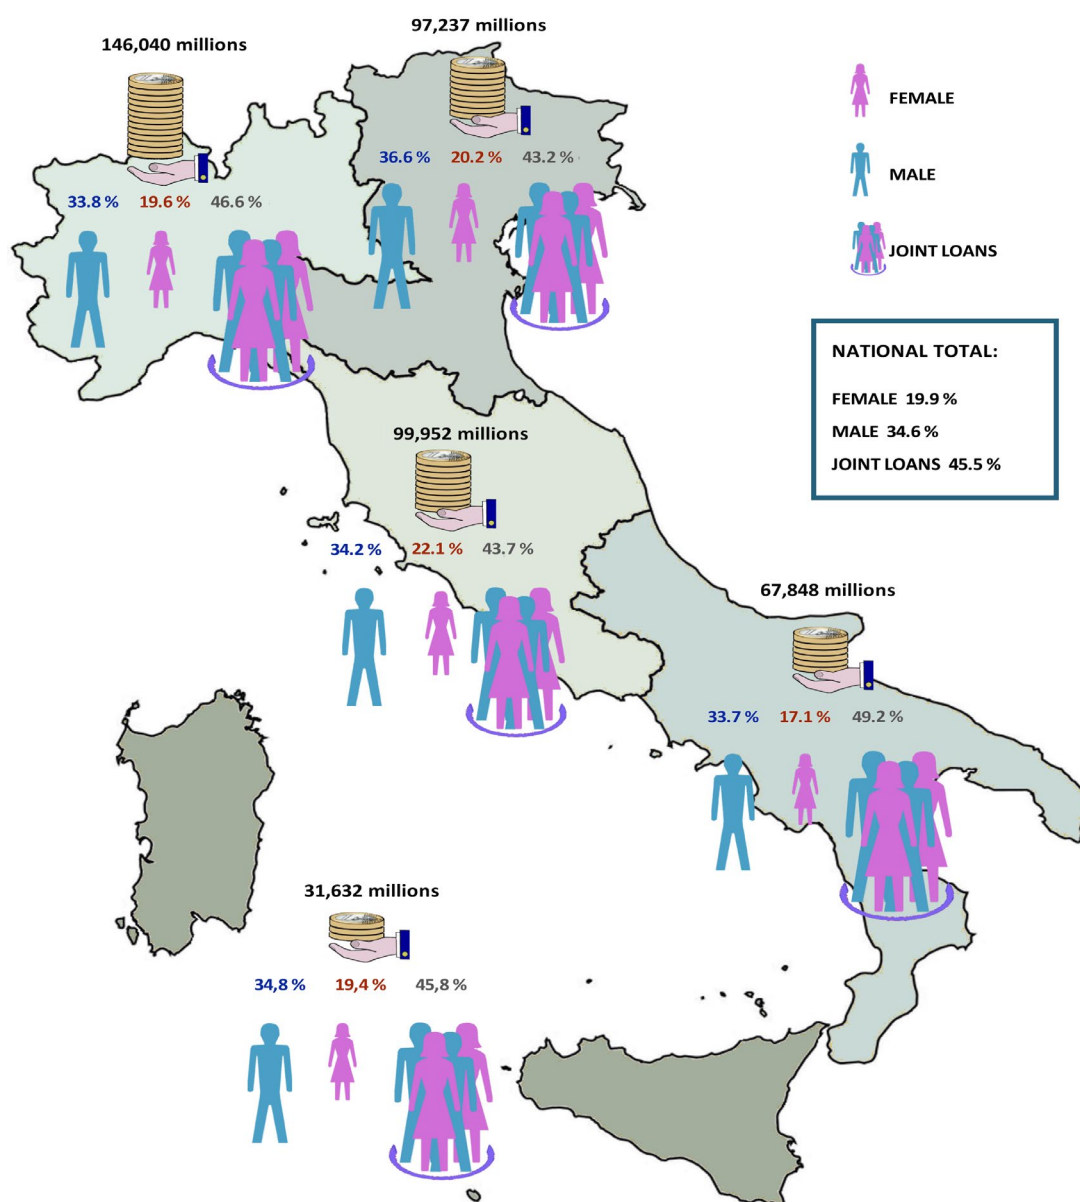 97,237 millions
146,040 millions
FEMALE
36.6 % 20.2 % 43.2 %
MALE
33.8 % 19.6 % 46.6 %
JOINT LOANS
NATIONAL TOTAL:
FEMALE 19.9 %
MALE 34.6 %
JOINT LOANS 45.5 %
99,952 millions
34.2 % 22.1 % 43.7 %
67,848 millions
33.7 % 17.1 % 49.2 %
31,632 millions
34,8 % 19,4 % 45,8 %